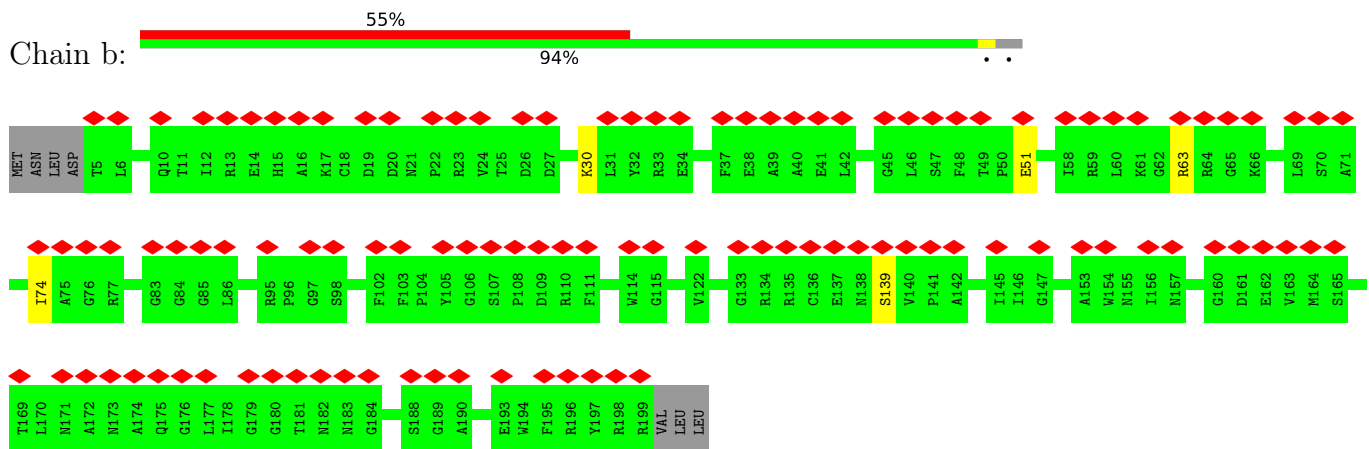 55%
Chain b:
94%
• •
MET ASN LEU ASP T5 L6 Q10 T11 I12 R13 E14 H15 A16 K17 C18 D19 D20 N21 P22 R23 V24 T25 D26 D27 K30 L31 Y32 R33 E34 F37 E38 A39 A40 E41 L42 G45 L46 S47 F48 T49 P50 E51 I58 R59 L60 K61 G62 R63 R64 G65 K66 L69 S70 A71
I74 A75 G76 R77 G83 G84 G85 L86 R95 P96 G97 S98 F102 F103 P104 Y105 G106 S107 P108 D109 R110 F111 W114 G115 V122 G133 R134 R135 C136 E137 N138 S139 V140 P141 A142 I145 I146 G147 A153 W154 N155 I156 N157 G160 D161 E162 V163 M164 S165
T169 L170 N171 A172 N173 A174 Q175 G176 L177 I178 G179 G180 T181 N182 N183 G184 S188 G189 A190 E193 W194 F195 R196 Y197 R198 R199 VAL LEU LEU